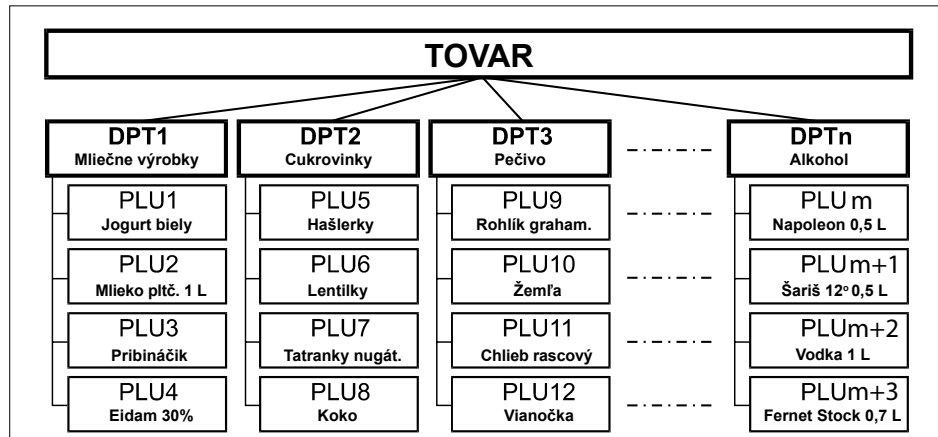 TOVAR
DPT1
Mliečne výrobky
PLU1
Jogurt biely
PLU2
Mlieko pltč. 1 L
PLU3
Pribináčik
PLU4
Eidam 30%
DPT2
Cukrovinky
PLU5
Hašlerky
PLU6
Lentilky
PLU7
Tatranky nugát.
PLU8
Koko
DPT3
Pečivo
PLU9
Rohlík graham.
PLU10
Žemľa
PLU11
Chlieb rascový
PLU12
Vianočka
DPTn
Alkohol
PLU m
Napoleon 0,5 L
PLUm+1
Šariš 12º 0,5 L
PLUm+2
Vodka 1 L
PLUm+3
Fernet Stock 0,7 L